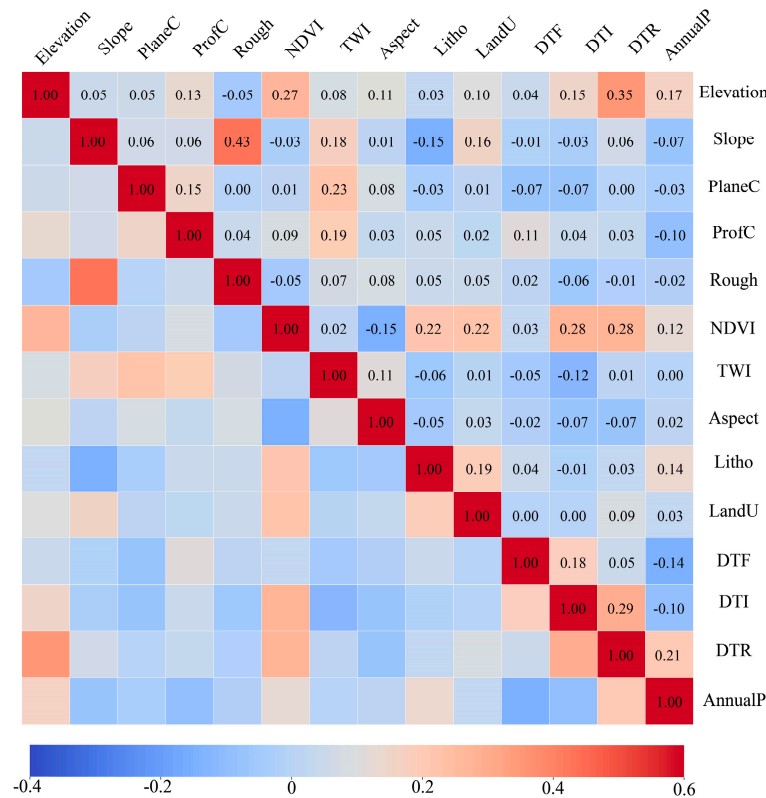 Elevation Slope PlaneC ProfC Rough NDVI TWI Aspect Litho LandU DTF DTI DTR AnnualP
1.00 0.05 0.05 0.13 -0.05 0.27 0.08 0.11 0.03 0.10 0.04 0.15 0.35 0.17 Elevation
1.00 0.06 0.06 0.43 -0.03 0.18 0.01 -0.15 0.16 -0.01 -0.03 0.06 -0.07 Slope
1.00 0.15 0.00 0.01 0.23 0.08 -0.03 0.01 -0.07 -0.07 0.00 -0.03 PlaneC
1.00 0.04 0.09 0.19 0.03 0.05 0.02 0.11 0.04 0.03 -0.10 ProfC
1.00 -0.05 0.07 0.08 0.05 0.05 0.02 -0.06 -0.01 -0.02 Rough
1.00 0.02 -0.15 0.22 0.22 0.03 0.28 0.28 0.12 NDVI
1.00 0.11 -0.06 0.01 -0.05 -0.12 0.01 0.00 TWI
1.00 -0.05 0.03 -0.02 -0.07 -0.07 0.02 Aspect
1.00 0.19 0.04 -0.01 0.03 0.14 Litho
1.00 0.00 0.00 0.09 0.03 LandU
1.00 0.18 0.05 -0.14 DTF
1.00 0.29 -0.10 DTI
1.00 0.21 DTR
1.00 AnnualP
-0.4 -0.2 0 0.2 0.4 0.6